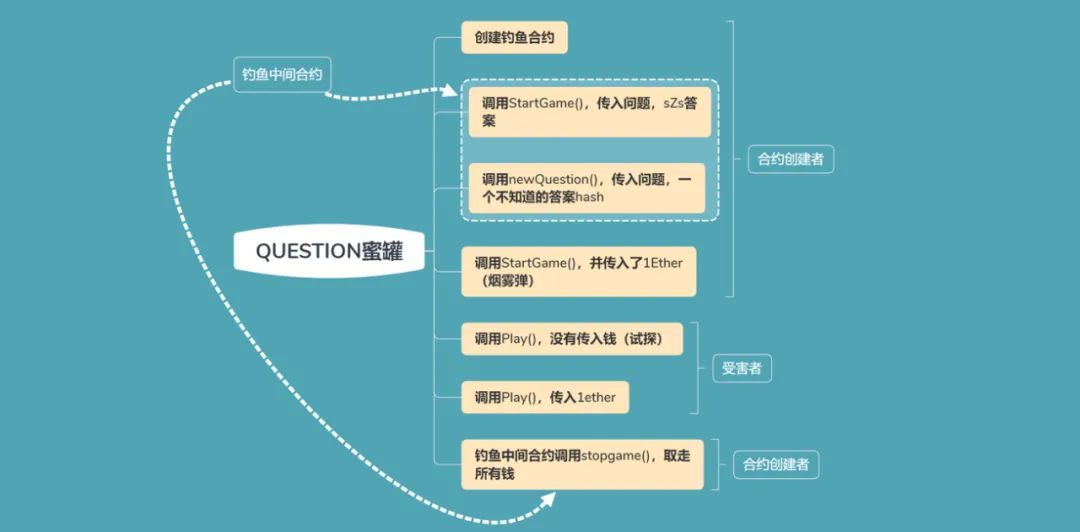 创建钓鱼合约
钓鱼中间合约
调用StartGame(),传入问题,sZs答
案
合约创建者
调用newQuestion(),传入问题,一
个不知道的答案hash
QUESTION蜜罐
调用StartGame(),并传入了1Ether
(烟雾弹)
调用Play(),没有传入钱(试探)
受害者
调用Play(),传入1ether
钓鱼中间合约调用stopgame(),取走
所有钱
合约创建者